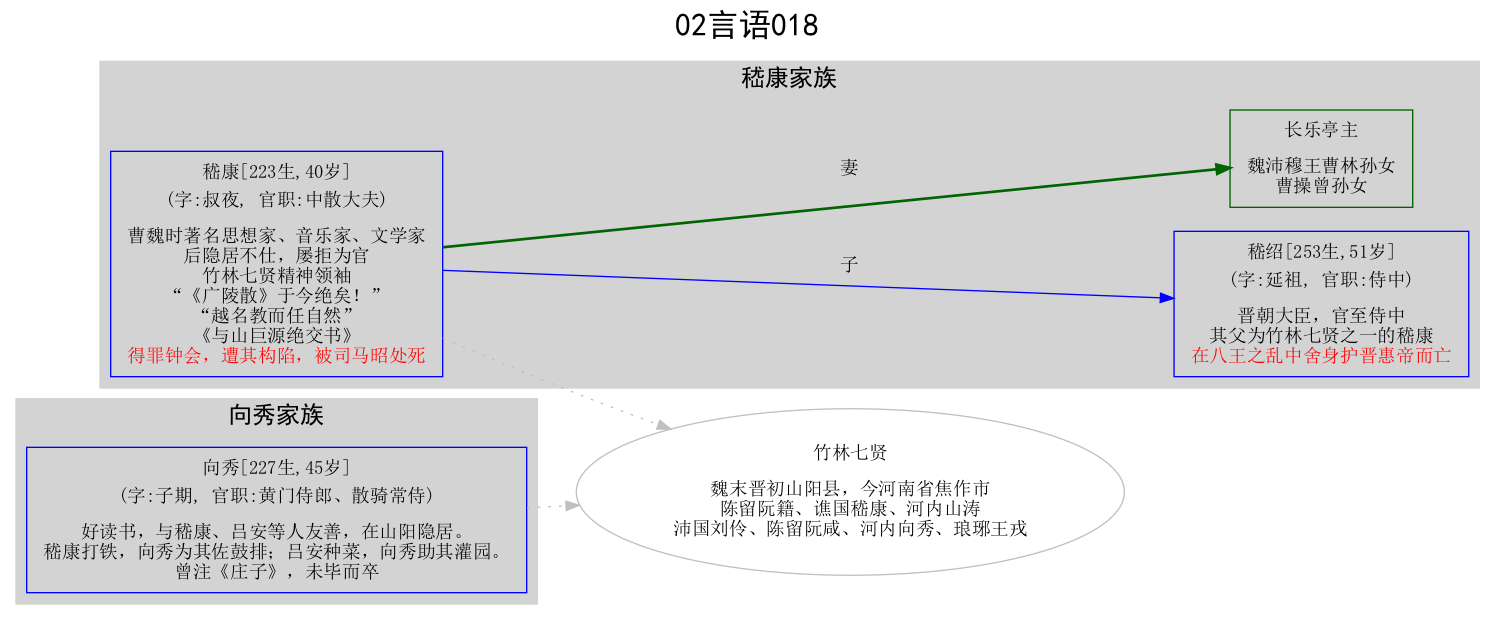 02言语018
嵇康家族
嵇康[223生,40岁]
(字:叔夜, 官职:中散大夫)
曹魏时著名思想家、音乐家、文学家
后隐居不仕，屡拒为官
竹林七贤精神领袖
“《广陵散》于今绝矣！”
“越名教而任自然”
《与山巨源绝交书》
得罪钟会，遭其构陷，被司马昭处死
妻
子
长乐亭主
魏沛穆王曹林孙女
曹操曾孙女
嵇绍[253生,51岁]
(字:延祖, 官职:侍中)
晋朝大臣，官至侍中
其父为竹林七贤之一的嵇康
在八王之乱中舍身护晋惠帝而亡
向秀家族
向秀[227生,45岁]
(字:子期, 官职:黄门侍郎、散骑常侍)
好读书，与嵇康、吕安等人友善，在山阳隐居。
嵇康打铁，向秀为其佐鼓排；吕安种菜，向秀助其灌园。
曾注《庄子》，未毕而卒
竹林七贤
魏末晋初山阳县，今河南省焦作市
陈留阮籍、谯国嵇康、河内山涛
沛国刘伶、陈留阮咸、河内向秀、琅琊王戎